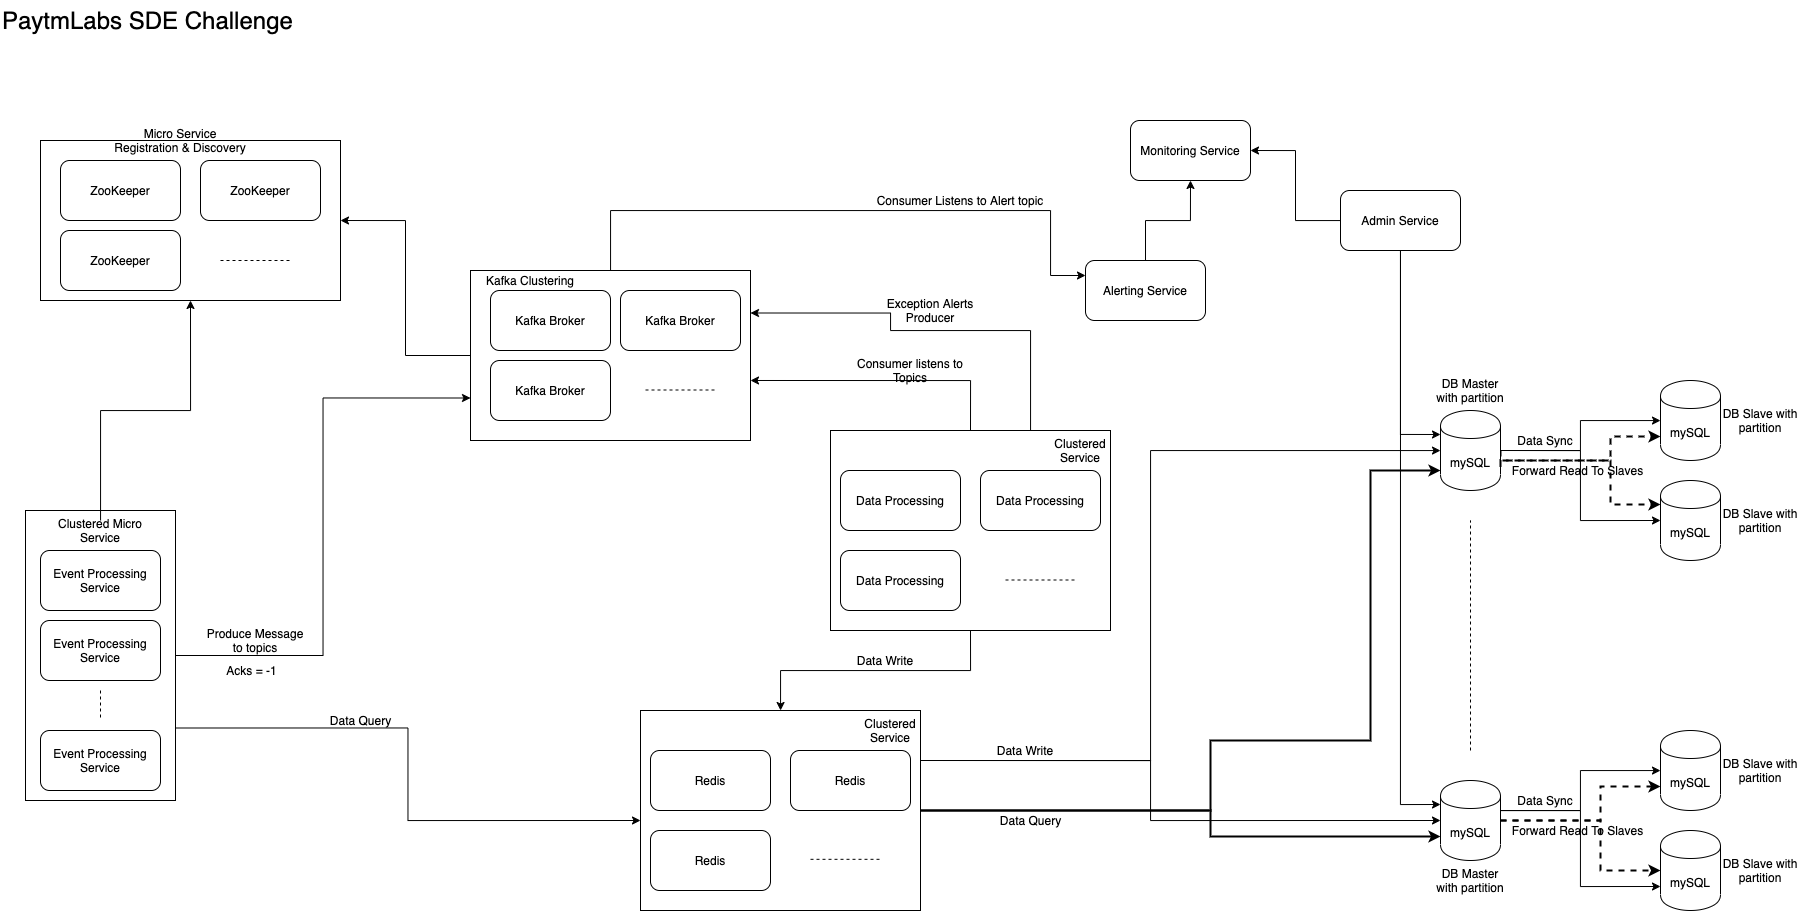 PaytmLabs SDE Challenge
Micro Service
Registration & Discovery
ZooKeeper
ZooKeeper
ZooKeeper
Kafka Clustering
Kafka Broker
Kafka Broker
Kafka Broker
Consumer Listens to Alert topic
Monitoring Service
Admin Service
Alerting Service
Exception Alerts
Producer
Consumer listens to
Topics
Clustered
Service
Data Processing
Data Processing
Data Processing
Clustered Micro
Service
Event Processing
Service
Event Processing
Service
Event Processing
Service
Produce Message
to topics
Acks = -1
Data Query
Data Write
Clustered
Service
Redis
Redis
Redis
Data Write
Data Query
DB Master
with partition
mySQL
Data Sync
Forward Read To Slaves
mySQL
DB Slave with
partition
mySQL
DB Slave with
partition
mySQL
DB Master
with partition
Data Sync
Forward Read To Slaves
mySQL
DB Slave with
partition
mySQL
DB Slave with
partition